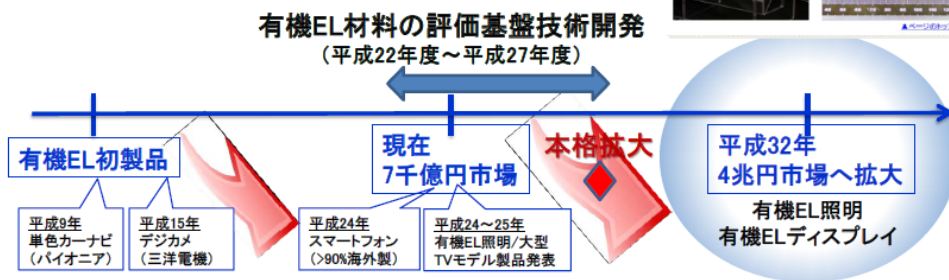 有機EL材料の評価基盤技術開発
(平成22年度~平成27年度)
▲ページのトッ
有機EL初製品
現在
7千億円市場
本格拡大
平成32年
4兆円市場へ拡大
平成9年
単色カーナビ
(パイオニア)
平成15年
デジカメ
(三洋電機)
平成24年
スマートフォン
(>90%海外製)
平成24~25年
有機EL照明/大型
TVモデル製品発表
有機EL照明
有機ELディスプレイ